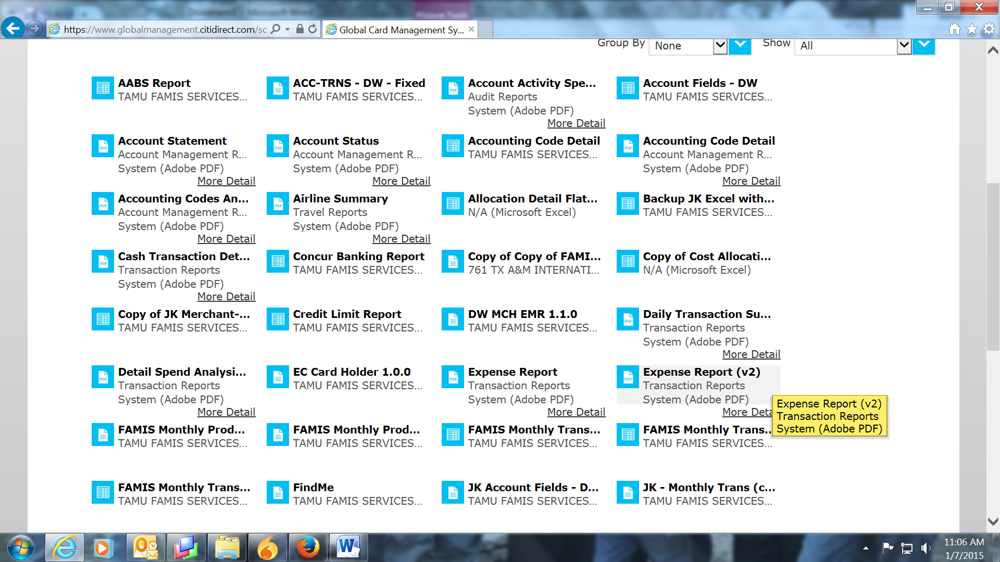 Document1 - Microsoft Word
Picture Tools
https://www.globalmanagement.citidirect.com/sc
Global Card Management Sy...
Group By None
Show All
AABS Report
TAMU FAMIS SERVICES...
ACC-TRNS - DW - Fixed
TAMU FAMIS SERVICES...
Account Activity Spe...
Audit Reports
System (Adobe PDF)
More Detail
Account Fields - DW
TAMU FAMIS SERVICES...
Account Statement
Account Management R...
System (Adobe PDF)
More Detail
Account Status
Account Management R...
System (Adobe PDF)
More Detail
Accounting Code Detail
TAMU FAMIS SERVICES...
Accounting Code Detail
Account Management R...
System (Adobe PDF)
More Detail
Accounting Codes An...
Account Management R...
System (Adobe PDF)
More Detail
Airline Summary
Travel Reports
System (Adobe PDF)
More Detail
Allocation Detail Flat...
N/A (Microsoft Excel)
Backup JK Excel with...
TAMU FAMIS SERVICES...
Cash Transaction Det...
Transaction Reports
System (Adobe PDF)
More Detail
Concur Banking Report
TAMU FAMIS SERVICES...
Copy of Copy of FAMI...
761 TX A&M INTERNATI...
Copy of Cost Allocati...
N/A (Microsoft Excel)
Copy of JK Merchant-...
TAMU FAMIS SERVICES...
Credit Limit Report
TAMU FAMIS SERVICES...
DW MCH EMR 1.1.0
TAMU FAMIS SERVICES...
Daily Transaction Su...
Transaction Reports
System (Adobe PDF)
More Detail
Detail Spend Analysi...
Transaction Reports
System (Adobe PDF)
More Detail
EC Card Holder 1.0.0
TAMU FAMIS SERVICES...
Expense Report
Transaction Reports
System (Adobe PDF)
More Detail
Expense Report (v2)
Transaction Reports
System (Adobe PDF)
More Deta
Expense Report (v2)
Transaction Reports
System (Adobe PDF)
FAMIS Monthly Prod...
TAMU FAMIS SERVICES...
FAMIS Monthly Prod...
TAMU FAMIS SERVICES...
FAMIS Monthly Trans...
TAMU FAMIS SERVICES...
FAMIS Monthly Trans...
TAMU FAMIS SERVICES...
FAMIS Monthly Trans...
TAMU FAMIS SERVICES...
FindMe
TAMU FAMIS SERVICES...
JK Account Fields - D...
TAMU FAMIS SERVICES...
JK - Monthly Trans (c...
TAMU FAMIS SERVICES...
11:06 AM
1/7/2015